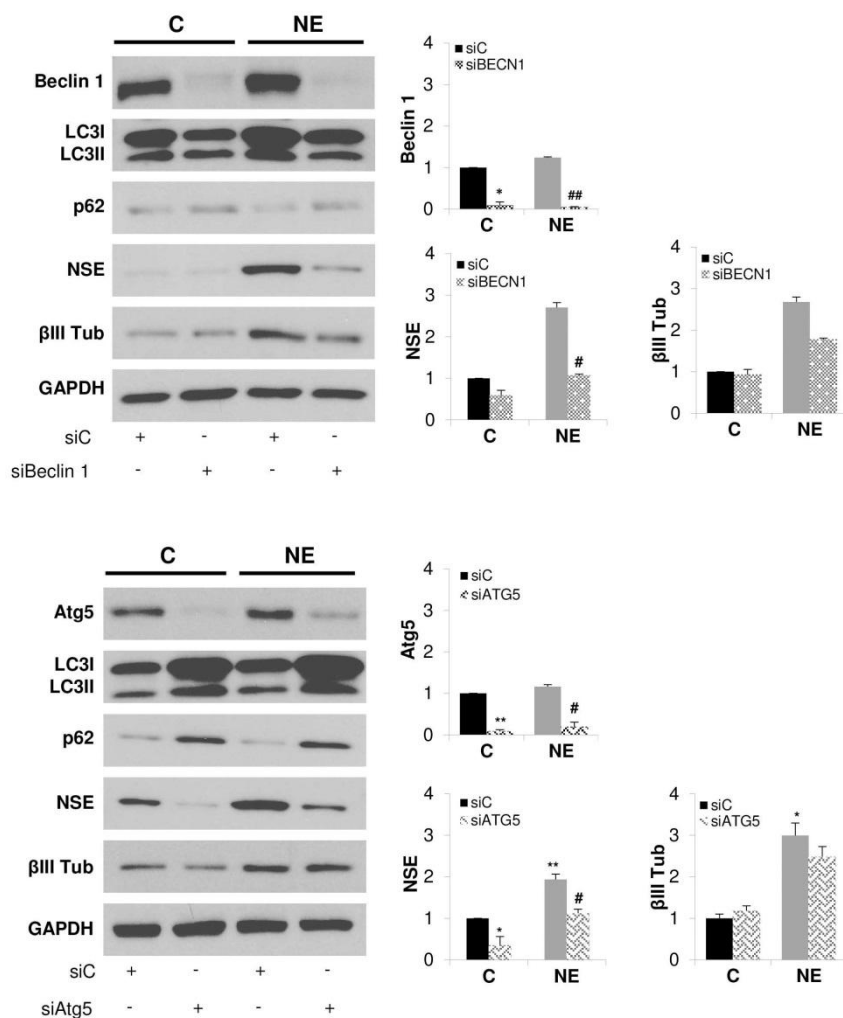 C NE
Beclin 1
LC3I
LC3II
p62
NSE
βIII Tub
GAPDH
siC + - + -
siBeclin 1 - + - +
4
3
2
1
0
Beclin 1
siC
siBECN1
*
##
C NE
4
3
2
1
0
NSE
siC
siBECN1
#
C NE
4
3
2
1
0
βIII Tub
siC
siBECN1
C NE
C NE
Atg5
LC3I
LC3II
p62
NSE
βIII Tub
GAPDH
siC + - + -
siAtg5 - + - +
4
3
2
1
0
Atg5
siC
siATG5
**
#
C NE
4
3
2
1
0
NSE
siC
siATG5
*
**
#
C NE
4
3
2
1
0
βIII Tub
siC
siATG5
*
C NE